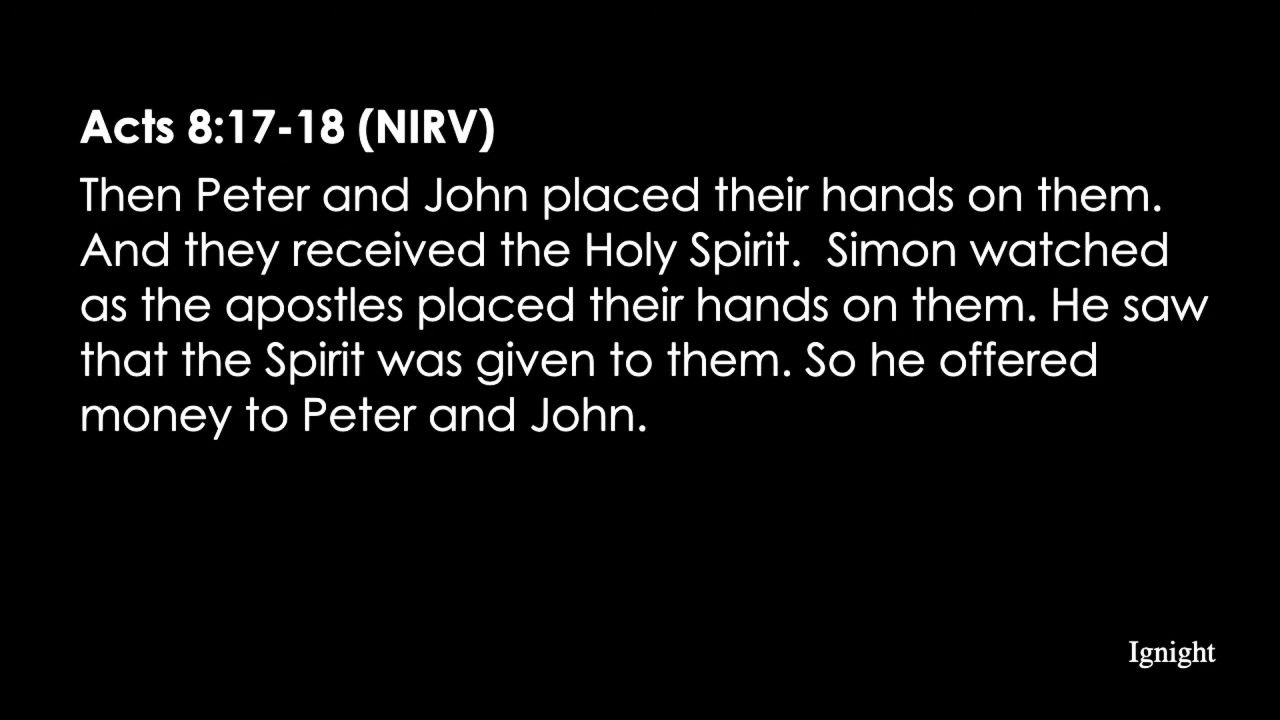 Acts 8:17-18 (NIRV)
Then Peter and John placed their hands on them.
And they received the Holy Spirit.  Simon watched
as the apostles placed their hands on them. He saw
that the Spirit was given to them. So he offered
money to Peter and John.
Ignight